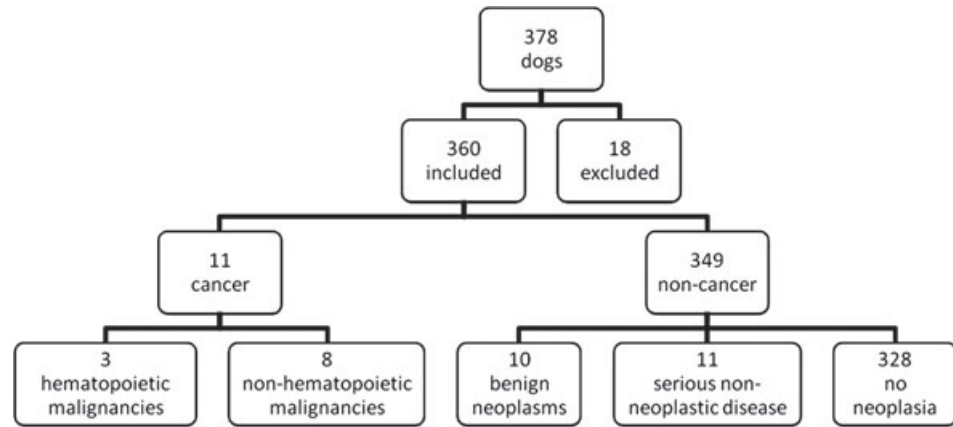 378
dogs
360
included
18
excluded
11
cancer
349
non-cancer
3
hematopoietic
malignancies
8
non-hematopoietic
malignancies
10
benign
neoplasms
11
serious non-
neoplastic disease
328
no
neoplasia